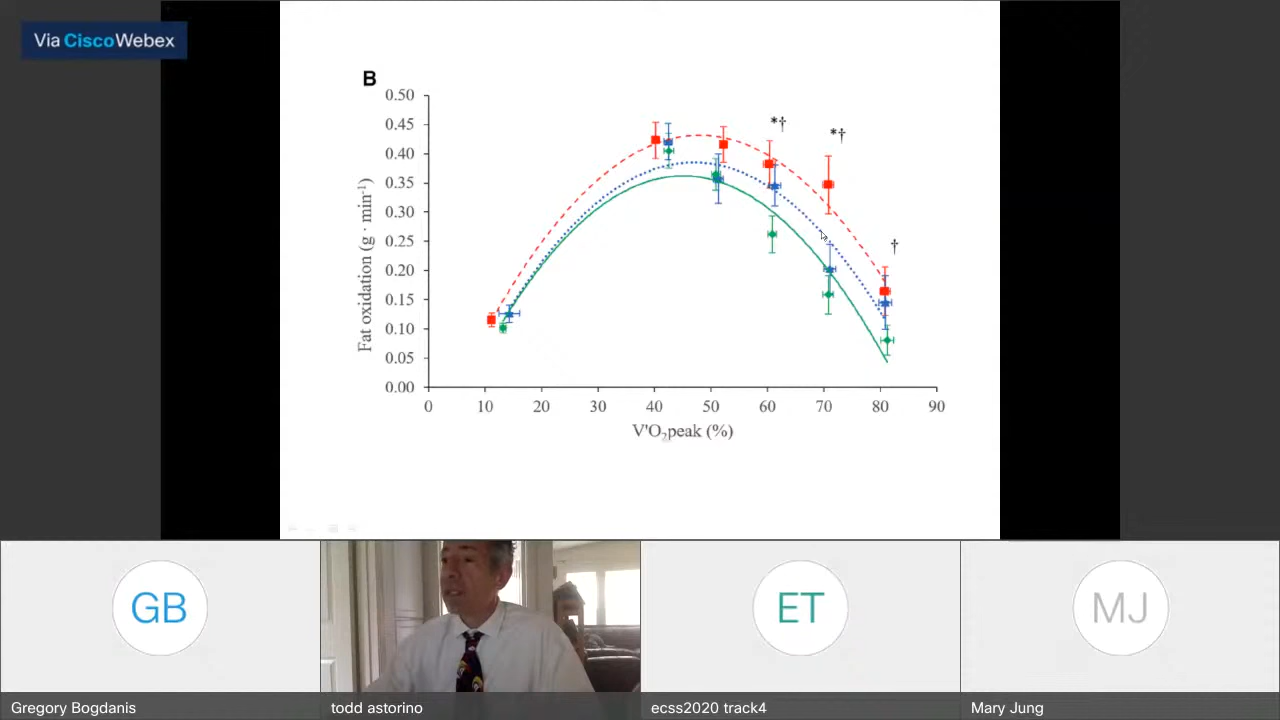 Via CiscoWebex
B
0.50
0.45
*†
*†
0.40
0.35
0.30
0.25
†
0.20
0.15
0.10
0.05
0.00
Fat oxidation (g · min⁻¹)
0 10 20 30 40 50 60 70 80 90
V'O₂peak (%)
GB
ET
MJ
Gregory Bogdanis
todd astorino
ecss2020 track4
Mary Jung